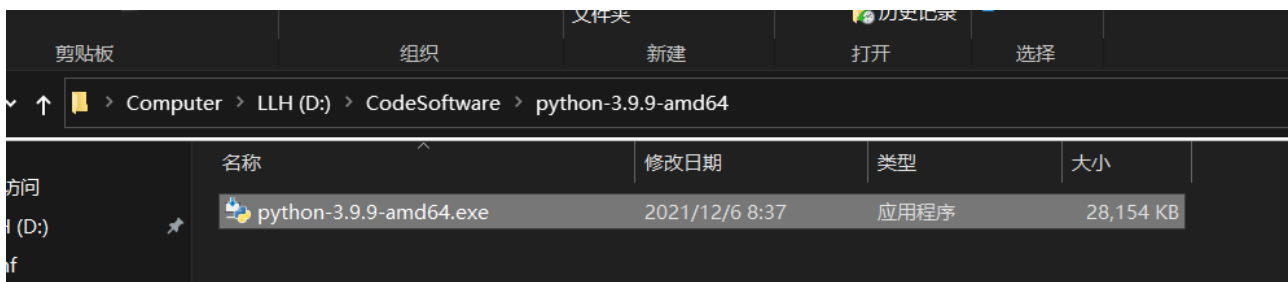 文件夹 历史记录
剪贴板 组织 新建 打开 选择
Computer > LLH (D:) > CodeSoftware > python-3.9.9-amd64
名称 修改日期 类型 大小
访问
python-3.9.9-amd64.exe 2021/12/6 8:37 应用程序 28,154 KB
(D:)